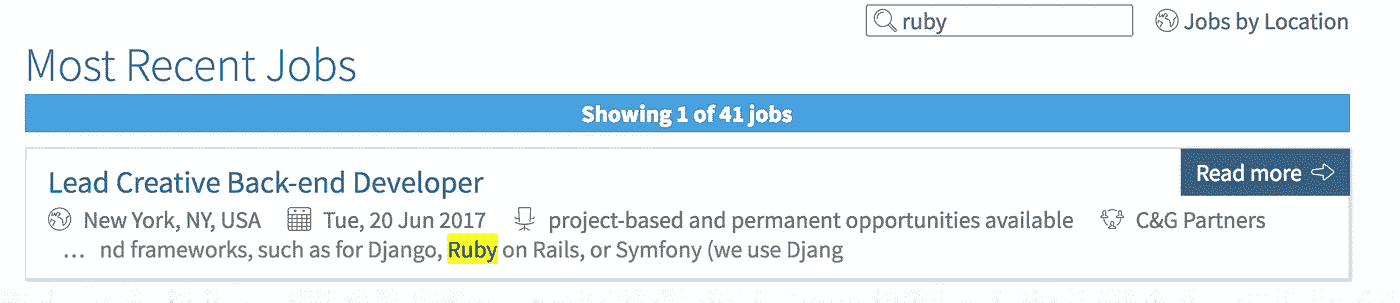 ruby Jobs by Location
Most Recent Jobs
Showing 1 of 41 jobs
Lead Creative Back-end Developer Read more
New York, NY, USA Tue, 20 Jun 2017 project-based and permanent opportunities available C&G Partners
... nd frameworks, such as for Django, Ruby on Rails, or Symfony (we use Djang